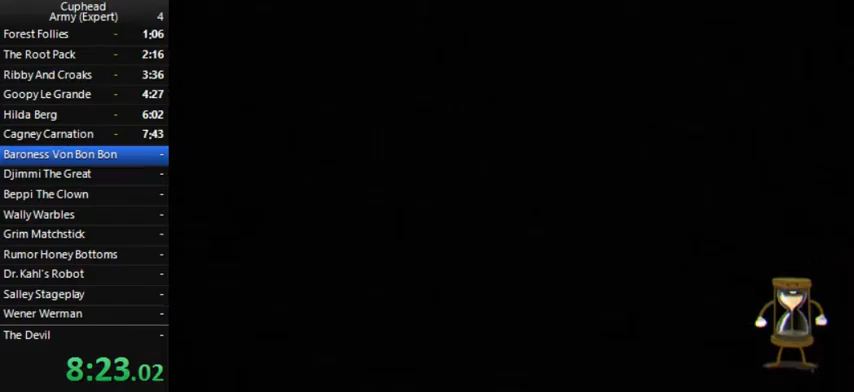 Cuphead
Army (Expert) 4
Forest Follies - 1:06
The Root Pack - 2:16
Ribby And Croaks - 3:36
Goopy Le Grande - 4:27
Hilda Berg - 6:02
Cagney Carnation - 7:43
Baroness Von Bon Bon -
Djimmi The Great -
Beppi The Clown -
Wally Warbles -
Grim Matchstick -
Rumor Honey Bottoms -
Dr. Kahl's Robot -
Salley Stageplay -
Wener Werman -
The Devil -
8:23.02